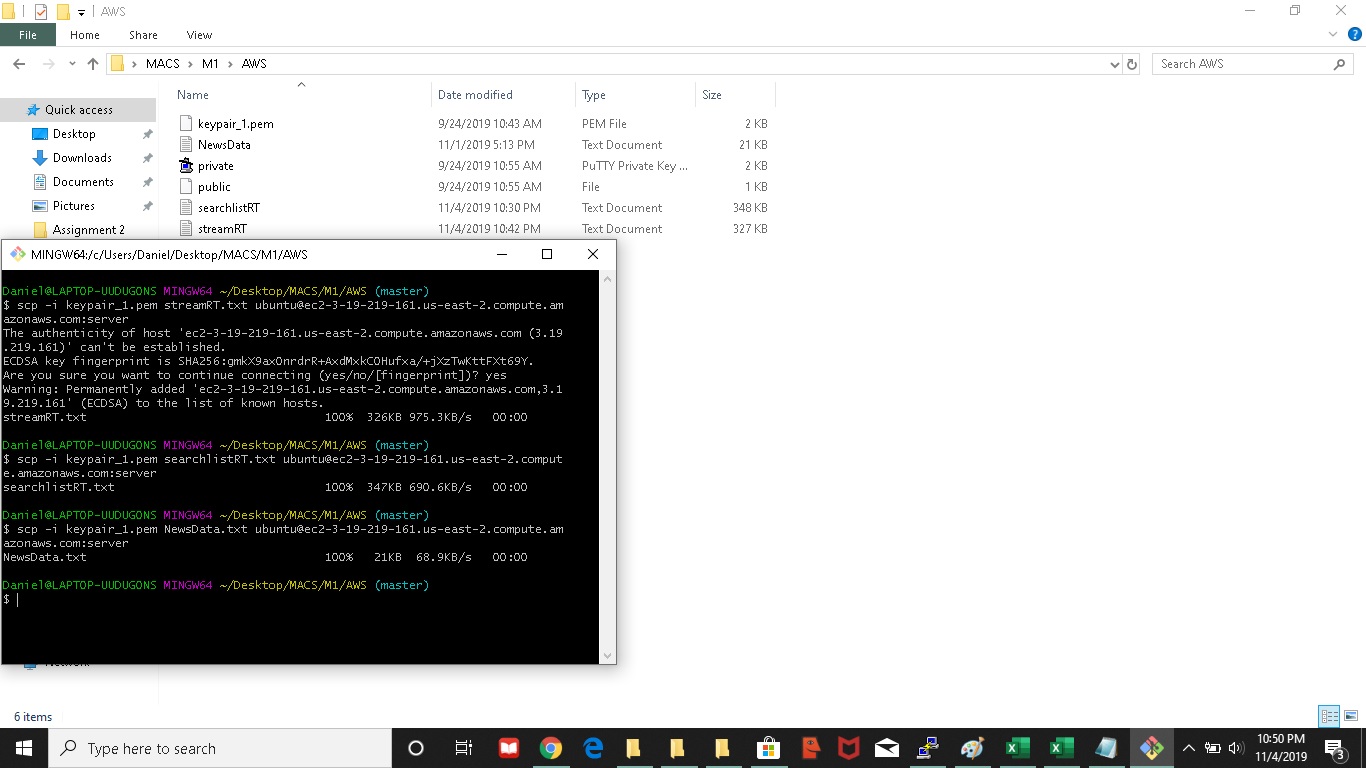 AWS
File Home Share View
MACS M1 AWS Search AWS
Name Date modified Type Size
Quick access
Desktop
Downloads
Documents
Pictures
Assignment 2
keypair_1.pem 9/24/2019 10:43 AM PEM File 2 KB
NewsData 11/1/2019 5:13 PM Text Document 21 KB
private 9/24/2019 10:55 AM PuTTY Private Key ... 2 KB
public 9/24/2019 10:55 AM File 1 KB
searchlistRT 11/4/2019 10:30 PM Text Document 348 KB
streamRT 11/4/2019 10:42 PM Text Document 327 KB
MINGW64:/c/Users/Daniel/Desktop/MACS/M1/AWS
Daniel@LAPTOP-UUDUGONS MINGW64 ~/Desktop/MACS/M1/AWS (master)
$ scp -i keypair_1.pem streamRT.txt ubuntu@ec2-3-19-219-161.us-east-2.compute.am
azonaws.com:server
The authenticity of host 'ec2-3-19-219-161.us-east-2.compute.amazonaws.com (3.19
.219.161)' can't be established.
ECDSA key fingerprint is SHA256:gmkX9axOnrdrR+AxdMxkCOHufxa/+jXzTwKttFXt69Y.
Are you sure you want to continue connecting (yes/no/[fingerprint])? yes
Warning: Permanently added 'ec2-3-19-219-161.us-east-2.compute.amazonaws.com,3.1
9.219.161' (ECDSA) to the list of known hosts.
streamRT.txt 100% 326KB 975.3KB/s 00:00
Daniel@LAPTOP-UUDUGONS MINGW64 ~/Desktop/MACS/M1/AWS (master)
$ scp -i keypair_1.pem searchlistRT.txt ubuntu@ec2-3-19-219-161.us-east-2.comput
e.amazonaws.com:server
searchlistRT.txt 100% 347KB 690.6KB/s 00:00
Daniel@LAPTOP-UUDUGONS MINGW64 ~/Desktop/MACS/M1/AWS (master)
$ scp -i keypair_1.pem NewsData.txt ubuntu@ec2-3-19-219-161.us-east-2.compute.am
azonaws.com:server
NewsData.txt 100% 21KB 68.9KB/s 00:00
Daniel@LAPTOP-UUDUGONS MINGW64 ~/Desktop/MACS/M1/AWS (master)
$
Network
6 items
Type here to search
10:50 PM
11/4/2019
3